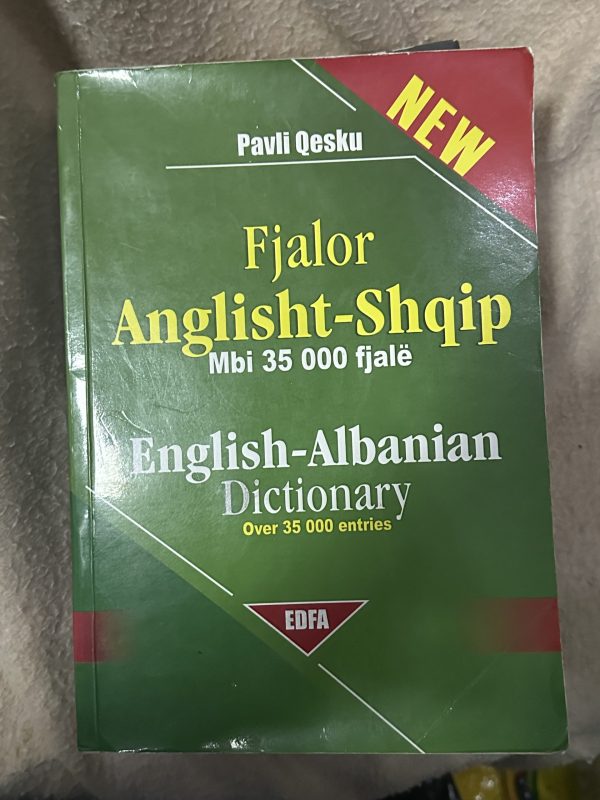 NEW
Pavli Qesku
Fjalor
Anglisht-Shqip
Mbi 35 000 fjalë
English-Albanian
Dictionary
Over 35 000 entries
EDFA